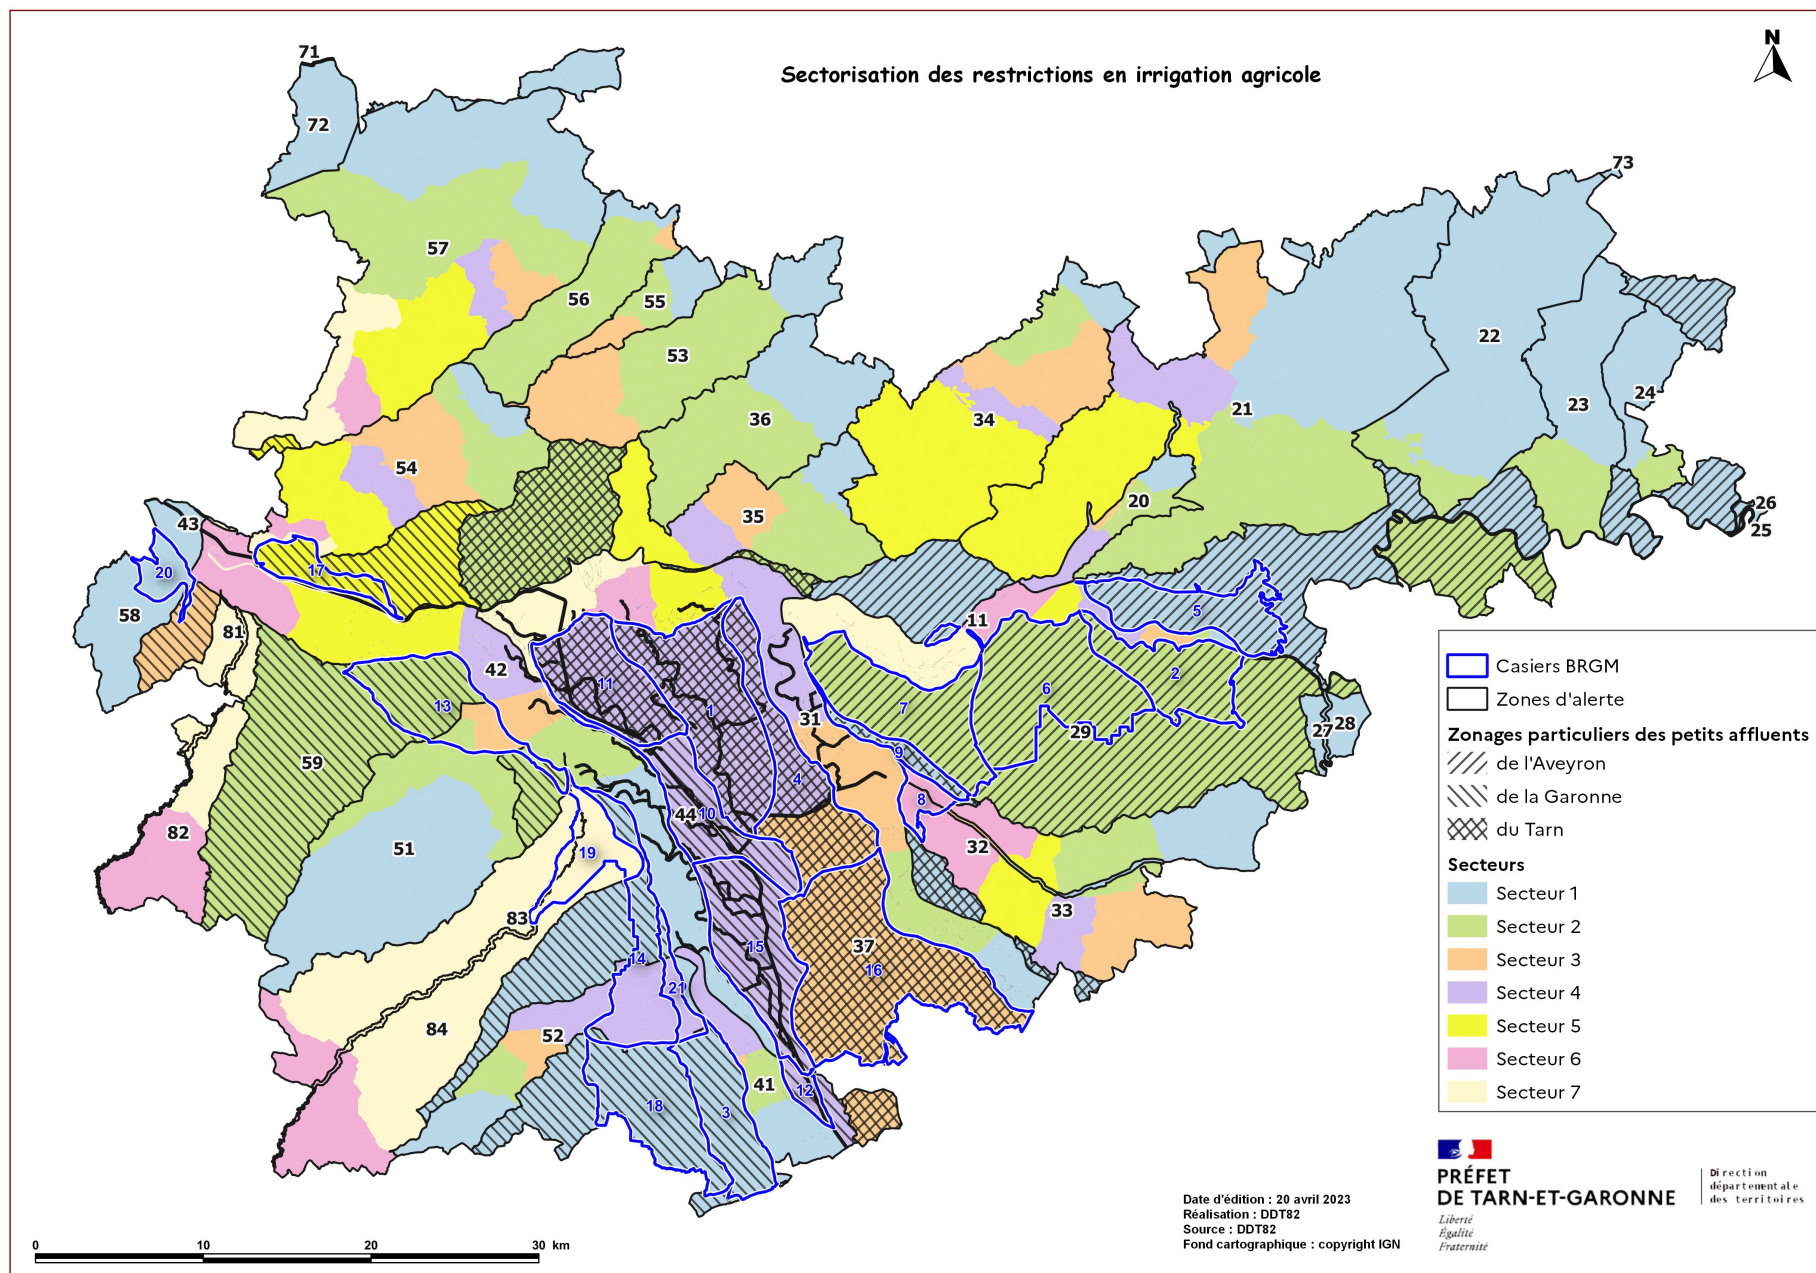 Sectorisation des restrictions en irrigation agricole
N
71
72
73
57
56
55
53
22
23
24
36
34
21
54
35
20
26
25
43
20
17
58
81
11
5
42
13
11
1
31
7
6
2
29
27
28
59
9
4
8
44
10
82
51
19
32
83
33
14
15
37
16
21
84
52
41
12
18
3
Casiers BRGM
Zones d'alerte
Zonages particuliers des petits affluents
de l'Aveyron
de la Garonne
du Tarn
Secteurs
Secteur 1
Secteur 2
Secteur 3
Secteur 4
Secteur 5
Secteur 6
Secteur 7
PRÉFET
DE TARN-ET-GARONNE
Liberté
Égalité
Fraternité
Direction
départementale
des territoires
Date d'édition : 20 avril 2023
Réalisation : DDT82
Source : DDT82
Fond cartographique : copyright IGN
0 10 20 30 km